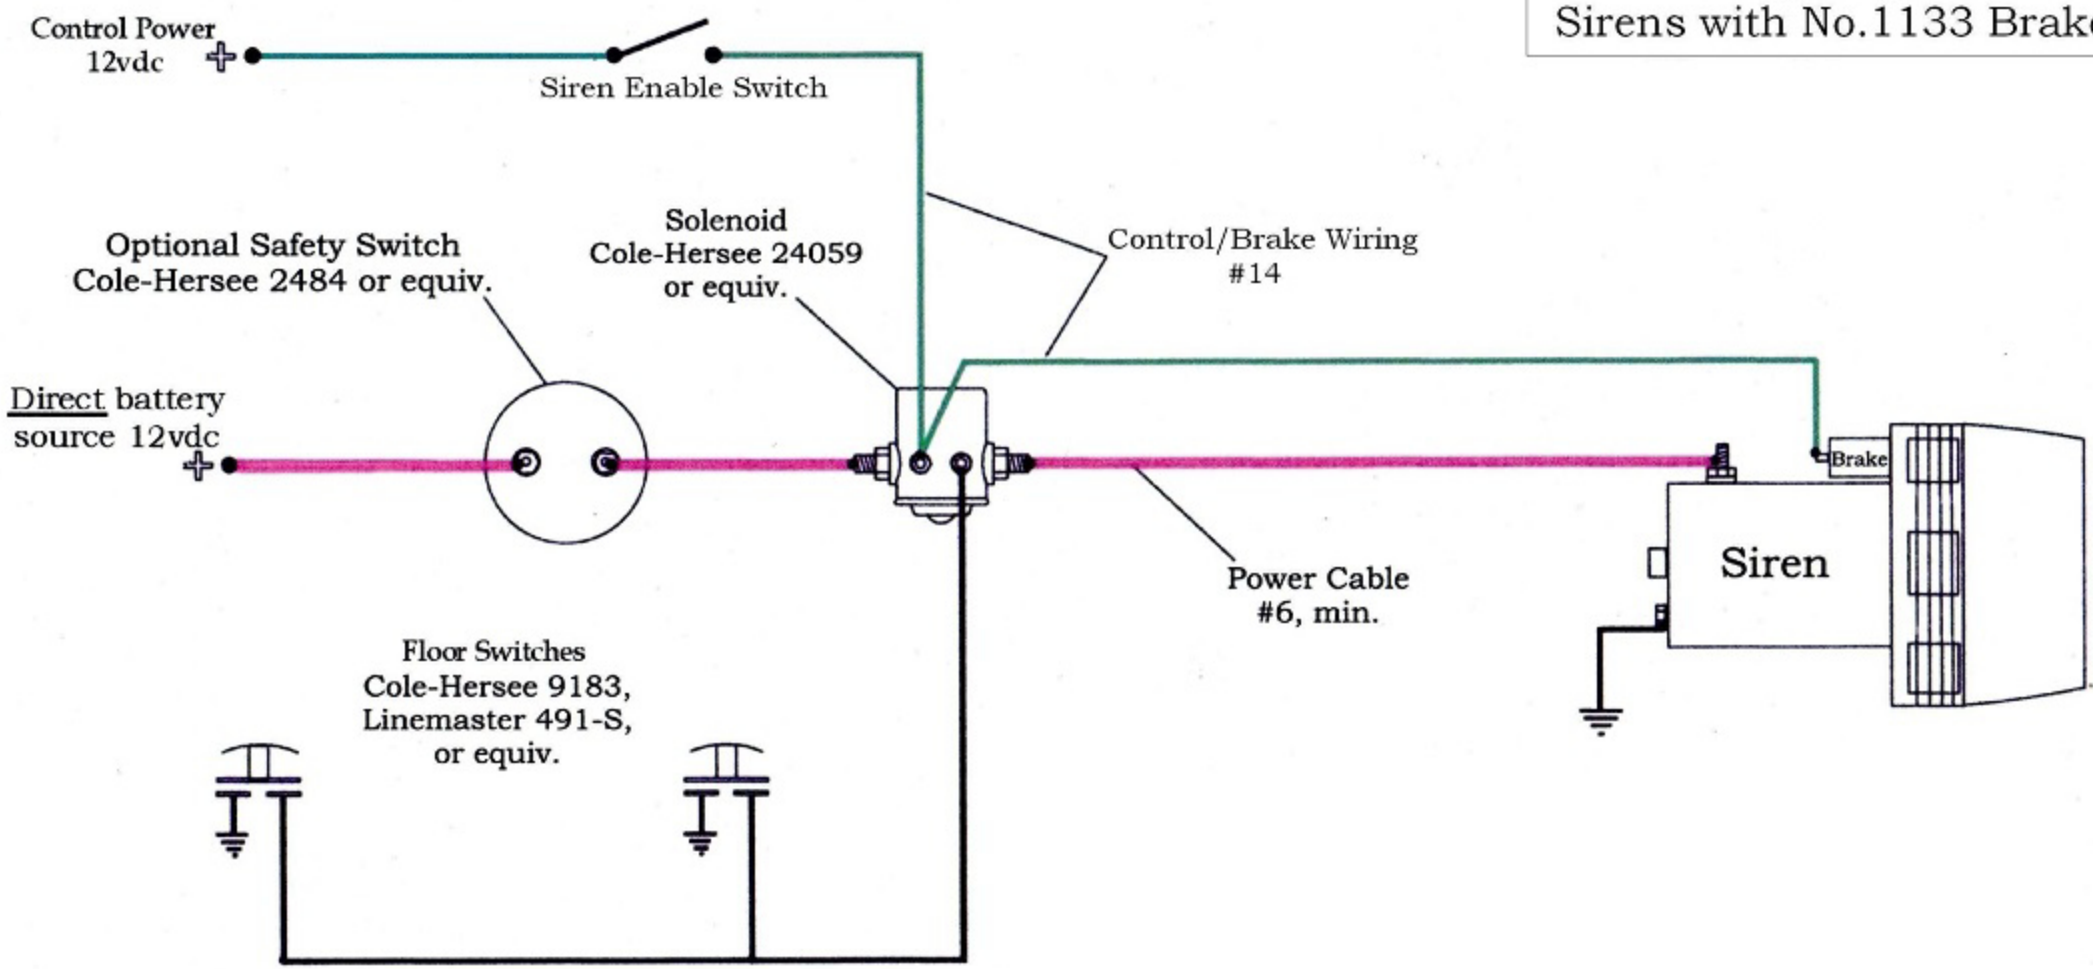 Sirens with No.1133 Brake
Control Power
12vdc
Siren Enable Switch
Optional Safety Switch
Cole-Hersee 2484 or equiv.
Solenoid
Cole-Hersee 24059
or equiv.
Control/Brake Wiring
#14
Direct battery
source 12vdc
Brake
Siren
Power Cable
#6, min.
Floor Switches
Cole-Hersee 9183,
Linemaster 491-S,
or equiv.